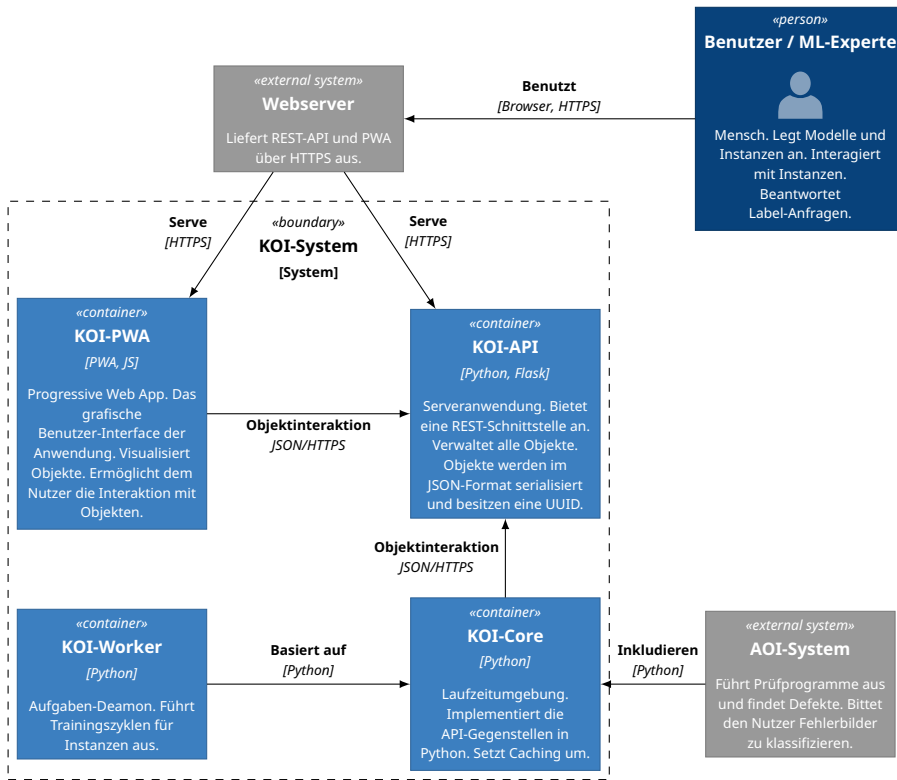 «person»
Benutzer / ML-Experte
Mensch. Legt Modelle und
Instanzen an. Interagiert
mit Instanzen.
Beantwortet
Label-Anfragen.
Benutzt
[Browser, HTTPS]
«external system»
Webserver
Liefert REST-API und PWA
über HTTPS aus.
Serve
[HTTPS]
«boundary»
KOI-System
[System]
Serve
[HTTPS]
«container»
KOI-PWA
[PWA, JS]
Progressive Web App. Das
grafische
Benutzer-Interface der
Anwendung. Visualisiert
Objekte. Ermöglicht dem
Nutzer die Interaktion mit
Objekten.
Objektinteraktion
JSON/HTTPS
«container»
KOI-API
[Python, Flask]
Serveranwendung. Bietet
eine REST-Schnittstelle an.
Verwaltet alle Objekte.
Objekte werden im
JSON-Format serialisiert
und besitzen eine UUID.
Objektinteraktion
JSON/HTTPS
«container»
KOI-Worker
[Python]
Aufgaben-Deamon. Führt
Trainingszyklen für
Instanzen aus.
Basiert auf
[Python]
«container»
KOI-Core
[Python]
Laufzeitumgebung.
Implementiert die
API-Gegenstellen in
Python. Setzt Caching um.
Inkludieren
[Python]
«external system»
AOI-System
Führt Prüfprogramme aus
und findet Defekte. Bittet
den Nutzer Fehlerbilder
zu klassifizieren.